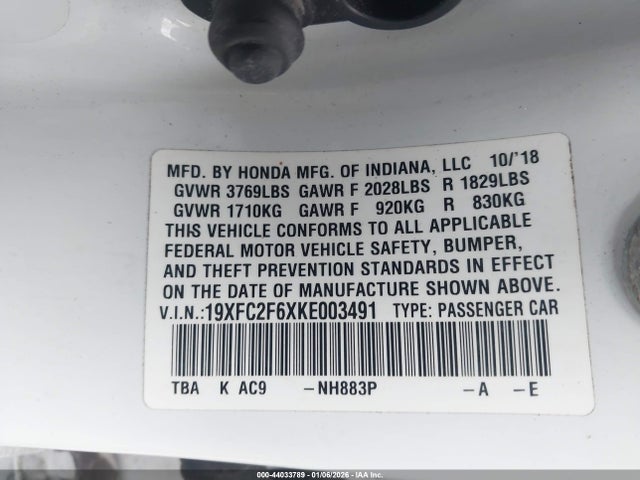 MFD. BY HONDA MFG. OF INDIANA, LLC 10/'18
GVWR 3769LBS GAWR F 2028LBS R 1829LBS
GVWR 1710KG GAWR F 920KG R 830KG
THIS VEHICLE CONFORMS TO ALL APPLICABLE
FEDERAL MOTOR VEHICLE SAFETY, BUMPER,
AND THEFT PREVENTION STANDARDS IN EFFECT
ON THE DATE OF MANUFACTURE SHOWN ABOVE.
V.I.N.:19XFC2F6XKE003491 TYPE: PASSENGER CAR
TBA K AC9 -NH883P -A -E
©2026 - 44033789 - 01/06/2026 - IAA Inc.